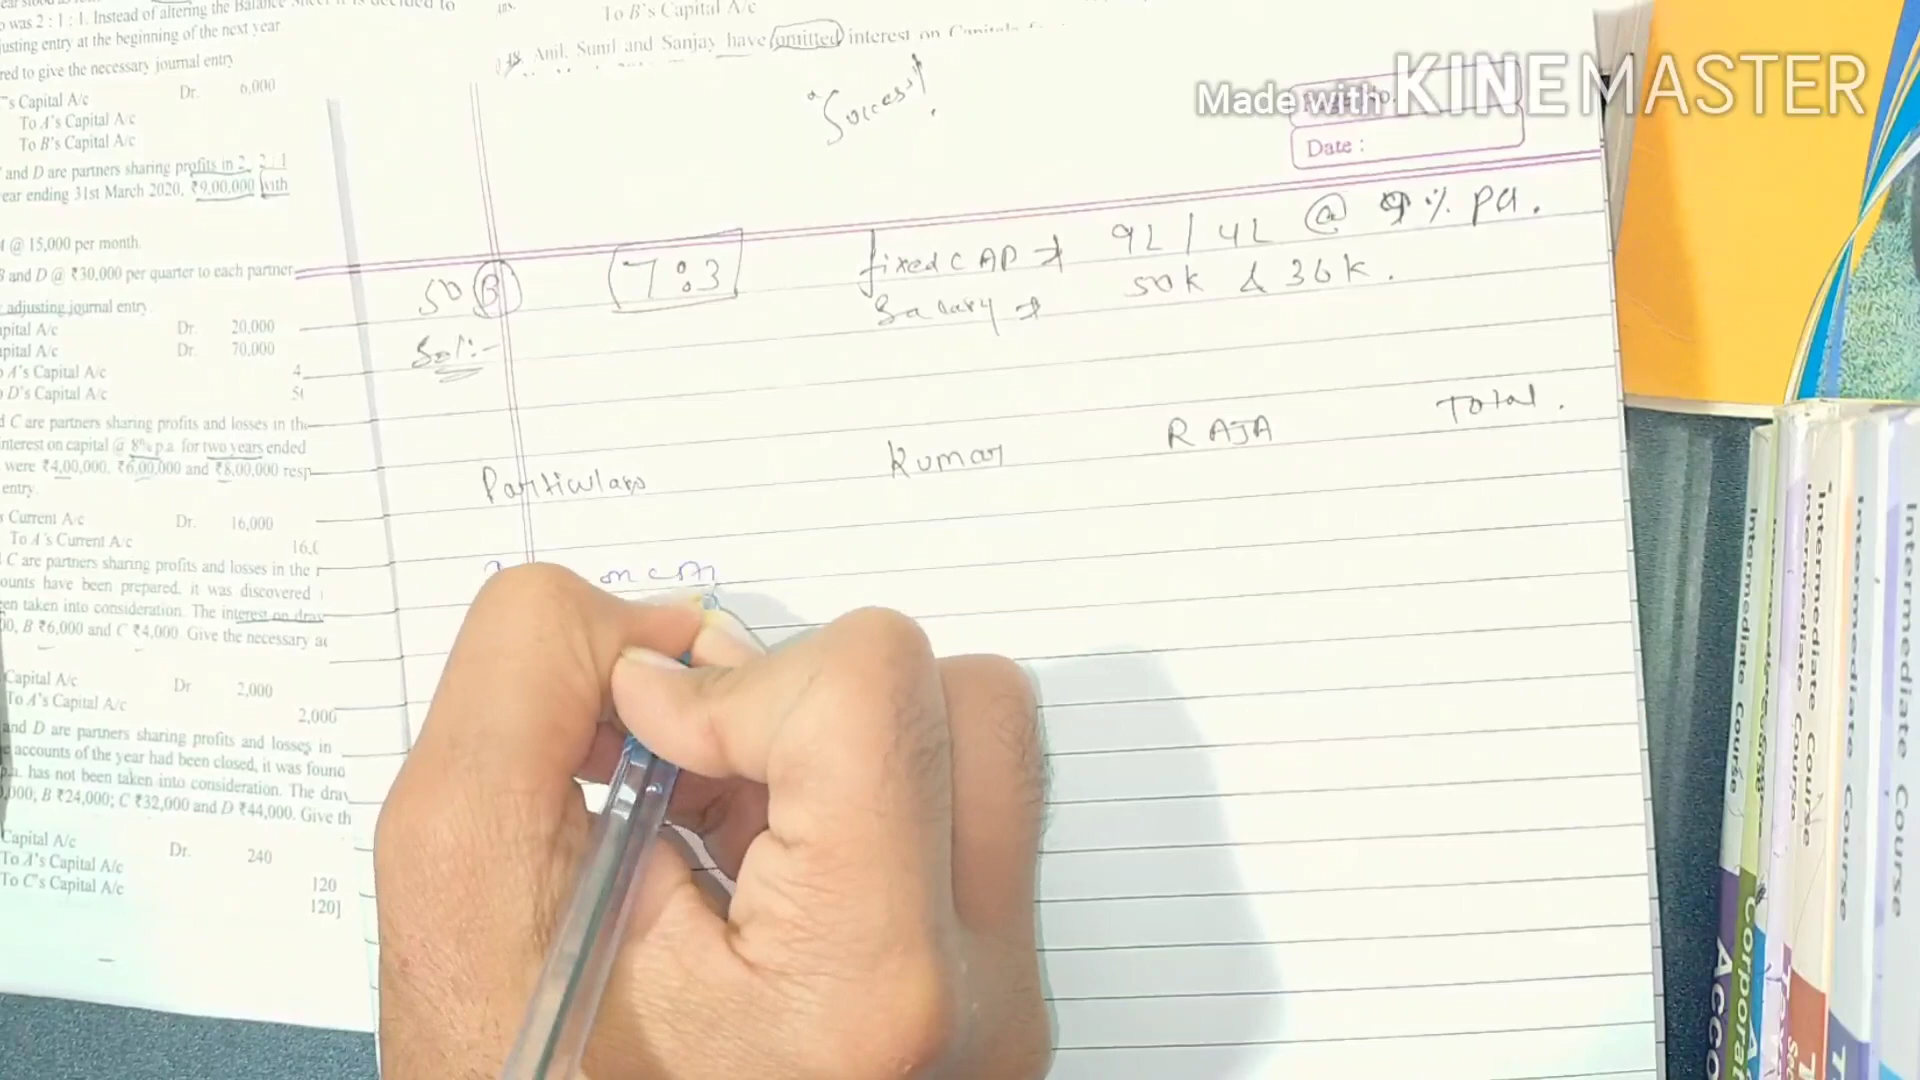 was 2 : 1 : 1. Instead of altering the Balance
justing entry at the beginning of the next year
red to give the necessary journal entry
's Capital A/c Dr. 6,000
To A's Capital A/c
To B's Capital A/c
and D are partners sharing profits in 2 2 : 1
ear ending 31st March 2020, ₹9,00,000 with
@ 15,000 per month.
and D @ ₹30,000 per quarter to each partner
adjusting journal entry.
pital A/c Dr. 20,000
pital A/c Dr. 70,000
A's Capital A/c 4
D's Capital A/c
C are partners sharing profits and losses in the
interest on capital @ 8% p.a. for two years ended
were ₹4,00,000, ₹6,00,000 and ₹8,00,000 resp
entry.
Current A/c Dr. 16,000
To A's Current A/c 16,
C are partners sharing profits and losses in the r
ounts have been prepared, it was discovered
en taken into consideration. The interest on draw
B ₹6,000 and C ₹4,000. Give the necessary ad
Capital A/c Dr 2,000
To A's Capital A/c 2,000
and D are partners sharing profits and losses in
accounts of the year had been closed, it was found
p.a. has not been taken into consideration. The draw
,000; B ₹24,000; C ₹32,000 and D ₹44,000. Give th
Capital A/c Dr. 240
To A's Capital A/c 120
To C's Capital A/c 120]
To B's Capital A/c
Anil, Sunil and Sanjay have omitted interest on Capitals
Made with KINEMASTER
Date :
50 B 7:3 fixed CAP → 9L / 4L @ 9% PA.
Salary → 50K & 36K.
Sol:-
Particulars Kumar RAJA Total.
on CA
Intermediate Course
Intermediate Course
Intermediate Course
Intermediate Course
Corporat
Acco